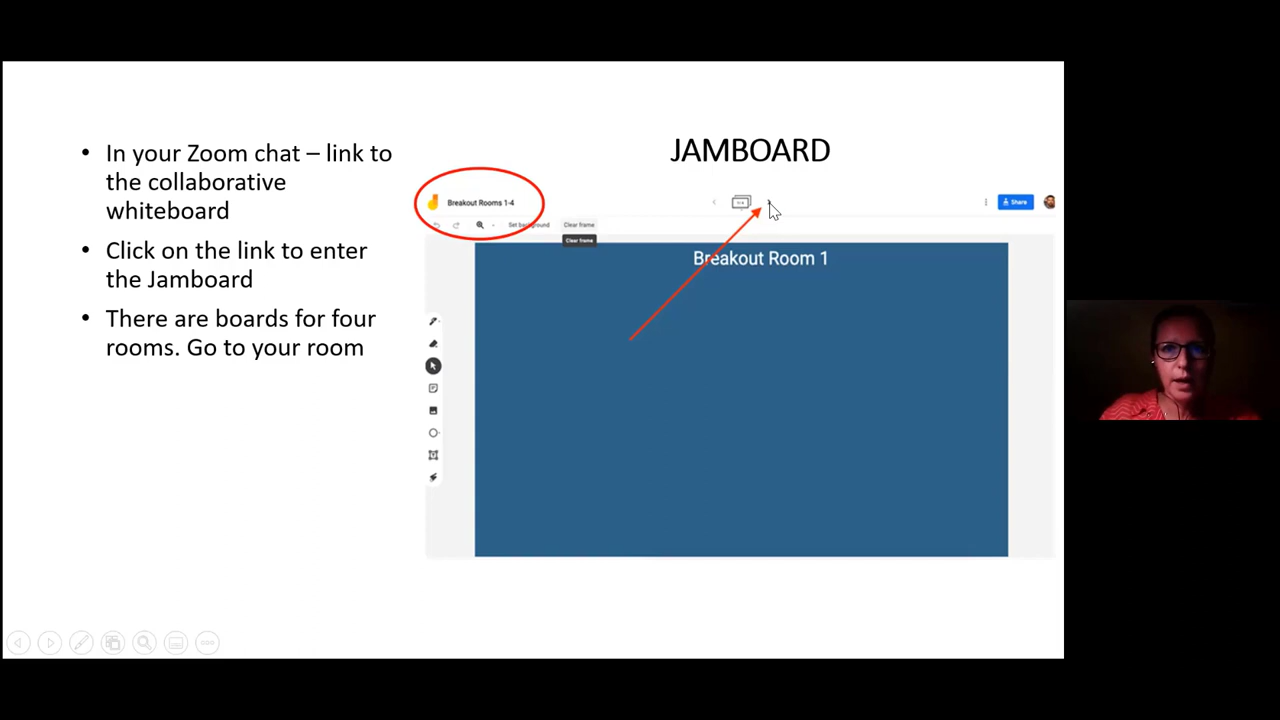 • In your Zoom chat – link to
the collaborative
whiteboard
• Click on the link to enter
the Jamboard
• There are boards for four
rooms. Go to your room
JAMBOARD
Breakout Rooms 1-4
Share
Set background
Clear frame
Clear frame
Breakout Room 1